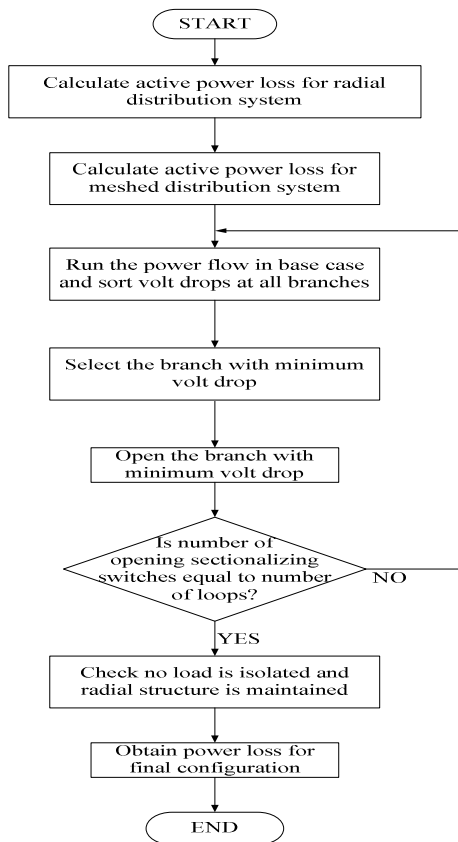 START
Calculate active power loss for radial
distribution system
Calculate active power loss for
meshed distribution system
Run the power flow in base case
and sort volt drops at all branches
Select the branch with minimum
volt drop
Open the branch with
minimum volt drop
Is number of
opening sectionalizing
switches equal to number
of loops?
NO
YES
Check no load is isolated and
radial structure is maintained
Obtain power loss for
final configuration
END